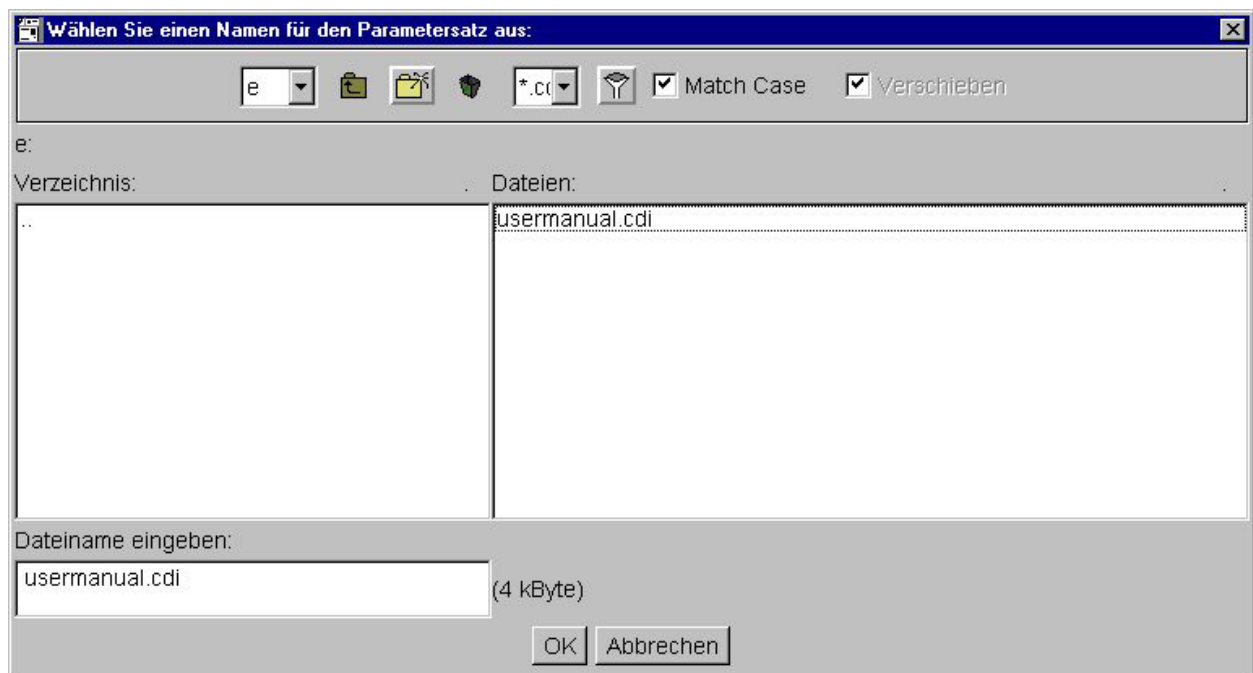 Wählen Sie einen Namen für den Parametersatz aus:
e *.c Match Case Verschieben
e:
Verzeichnis: . Dateien: .
.. usermanual.cdi
Dateiname eingeben:
usermanual.cdi (4 kByte)
OK Abbrechen